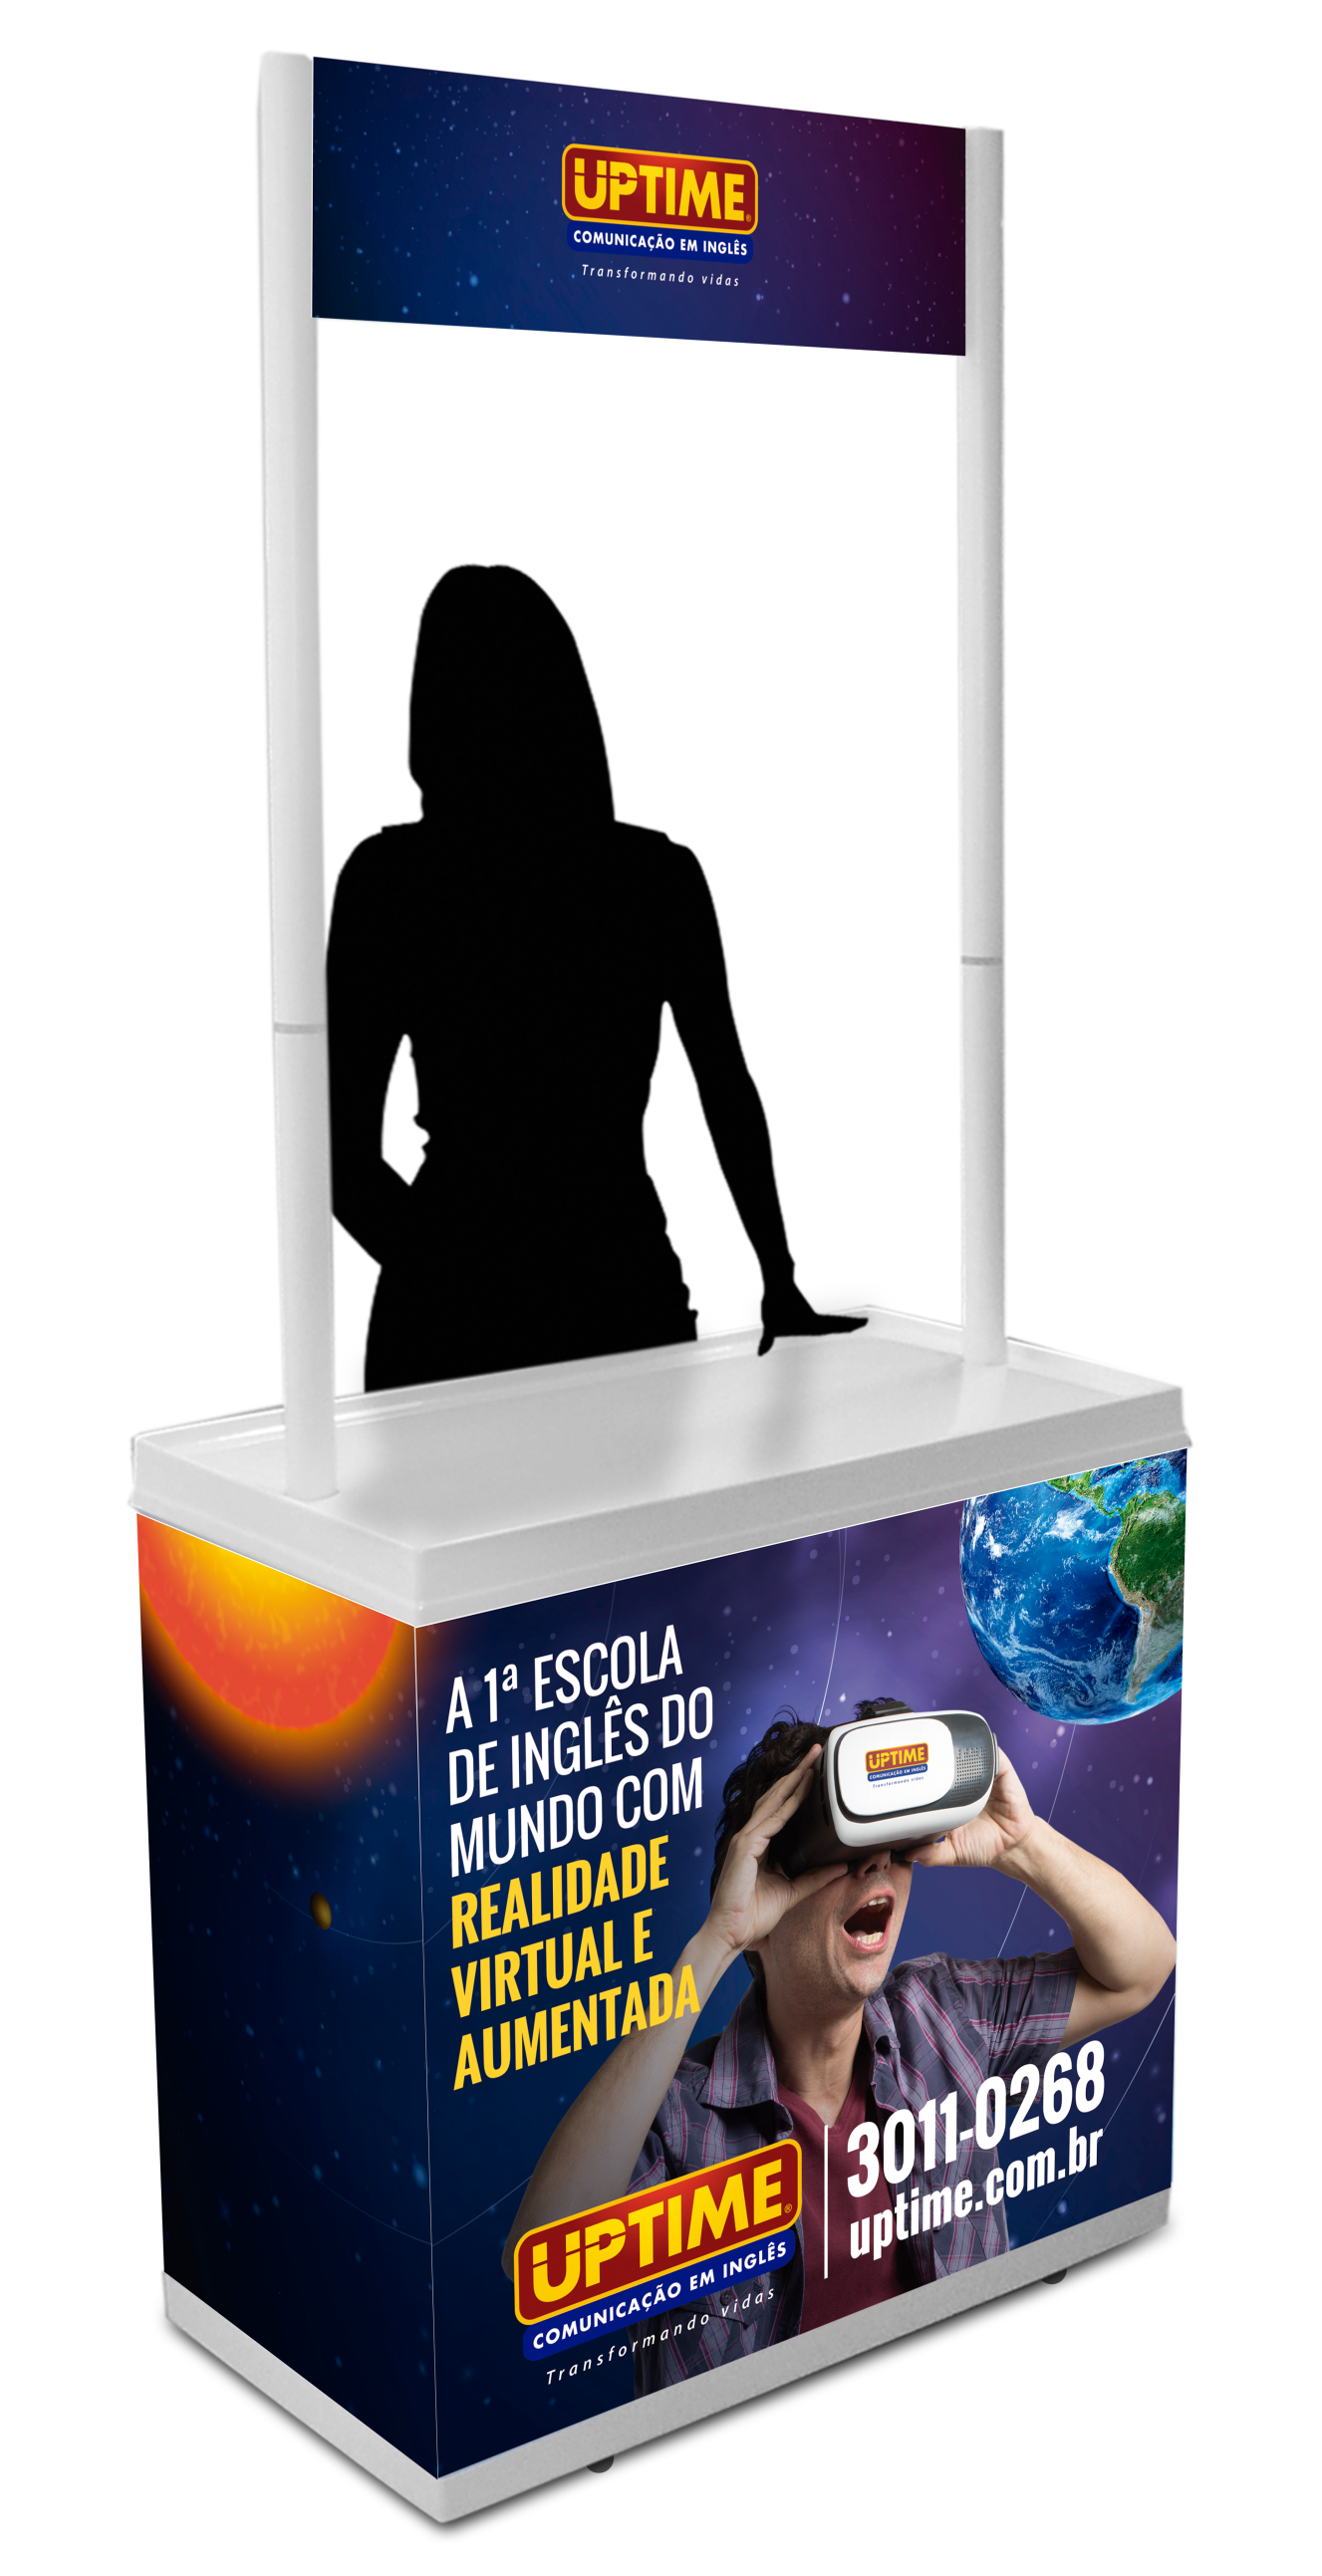 UPTIME
COMUNICAÇÃO EM INGLÊS
Transformando vidas
A 1ª ESCOLA
DE INGLÊS DO
MUNDO COM
REALIDADE
VIRTUAL E
AUMENTADA
UPTIME
COMUNICAÇÃO EM INGLÊS
Transformando vidas
3011-0268
uptime.com.br
UPTIME®
COMUNICAÇÃO EM INGLÊS
Transformando vidas